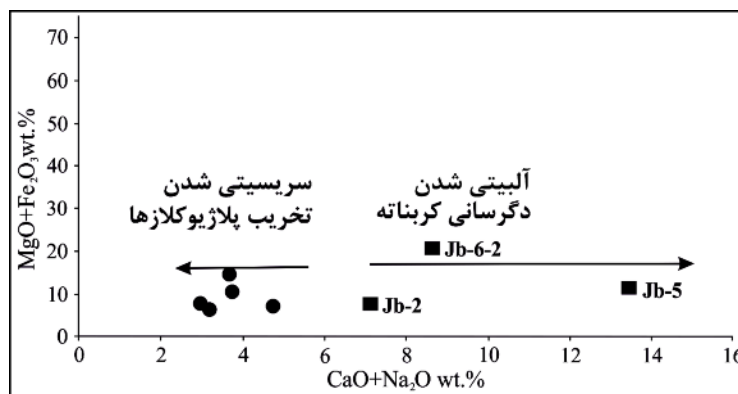 MgO+Fe₂O₃wt.%
70
60
50
40
30
20
10
0
سریسیتی شدن
تخریب پلاژیوکلازها
آلبیتی شدن
دگرسانی کربناته
Jb-6-2
Jb-5
Jb-2
0 2 4 6 8 10 12 14 16
CaO+Na₂O wt.%